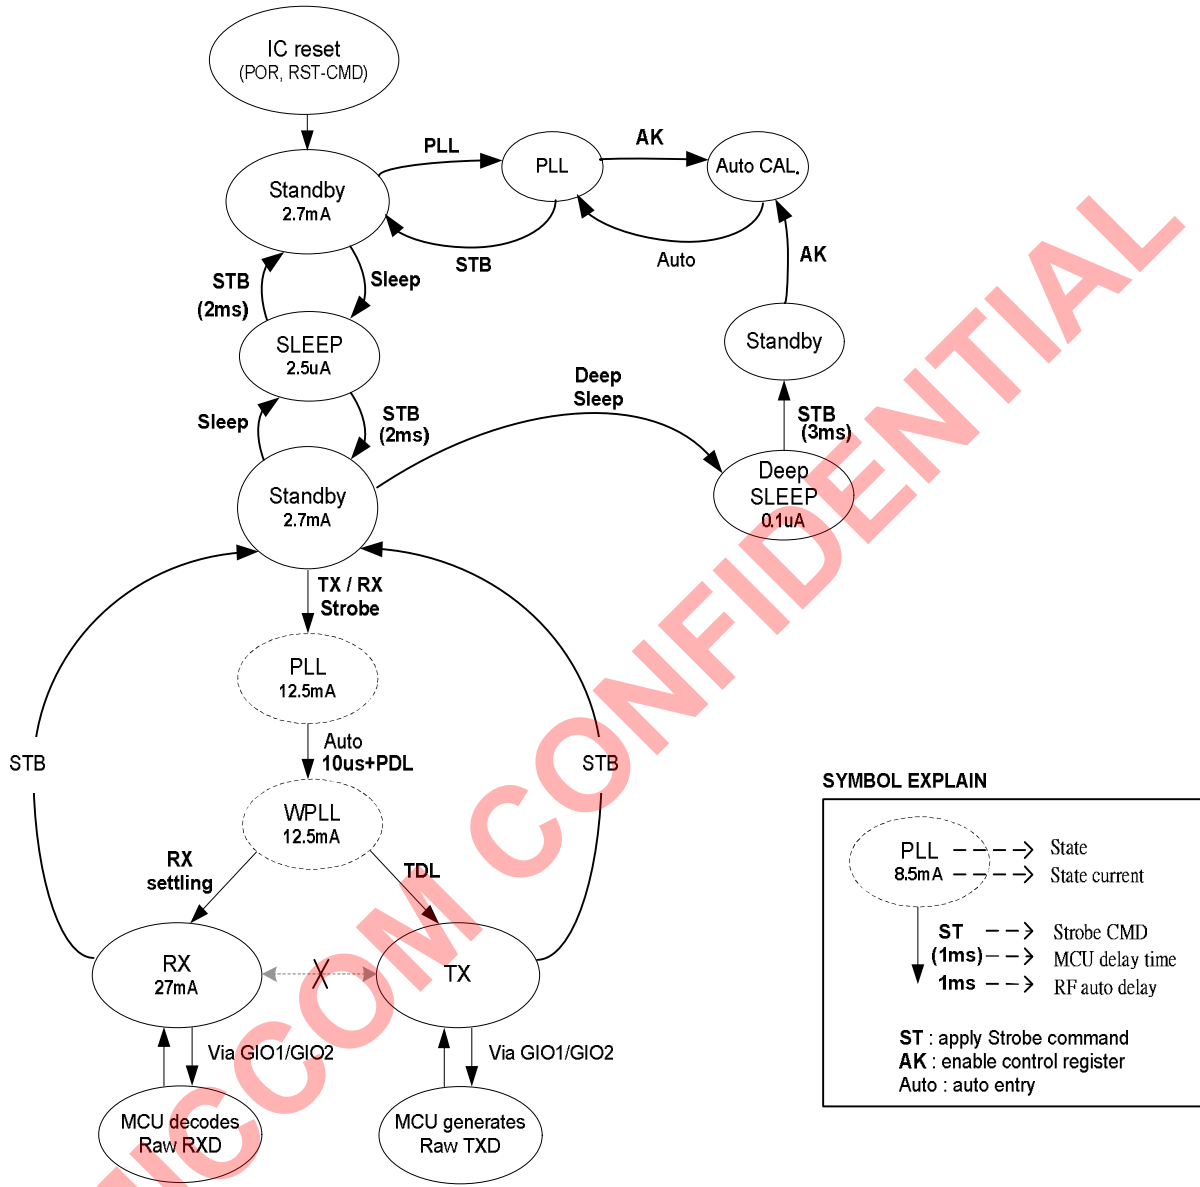 IC reset
(POR, RST-CMD)
PLL
AK
Standby
2.7mA
PLL
Auto CAL.
STB
Auto
AK
STB
(2ms)
Sleep
SLEEP
2.5uA
Standby
Sleep
STB
(2ms)
Deep
Sleep
STB
(3ms)
Standby
2.7mA
Deep
SLEEP
0.1uA
TX / RX
Strobe
PLL
12.5mA
Auto
10us+PDL
STB
STB
WPLL
12.5mA
RX
settling
TDL
RX
27mA
X
TX
Via GIO1/GIO2
Via GIO1/GIO2
MCU decodes
Raw RXD
MCU generates
Raw TXD
SYMBOL EXPLAIN
PLL
8.5mA
State
State current
ST
Strobe CMD
(1ms)
MCU delay time
1ms
RF auto delay
ST : apply Strobe command
AK : enable control register
Auto : auto entry
CONFIDENTIAL